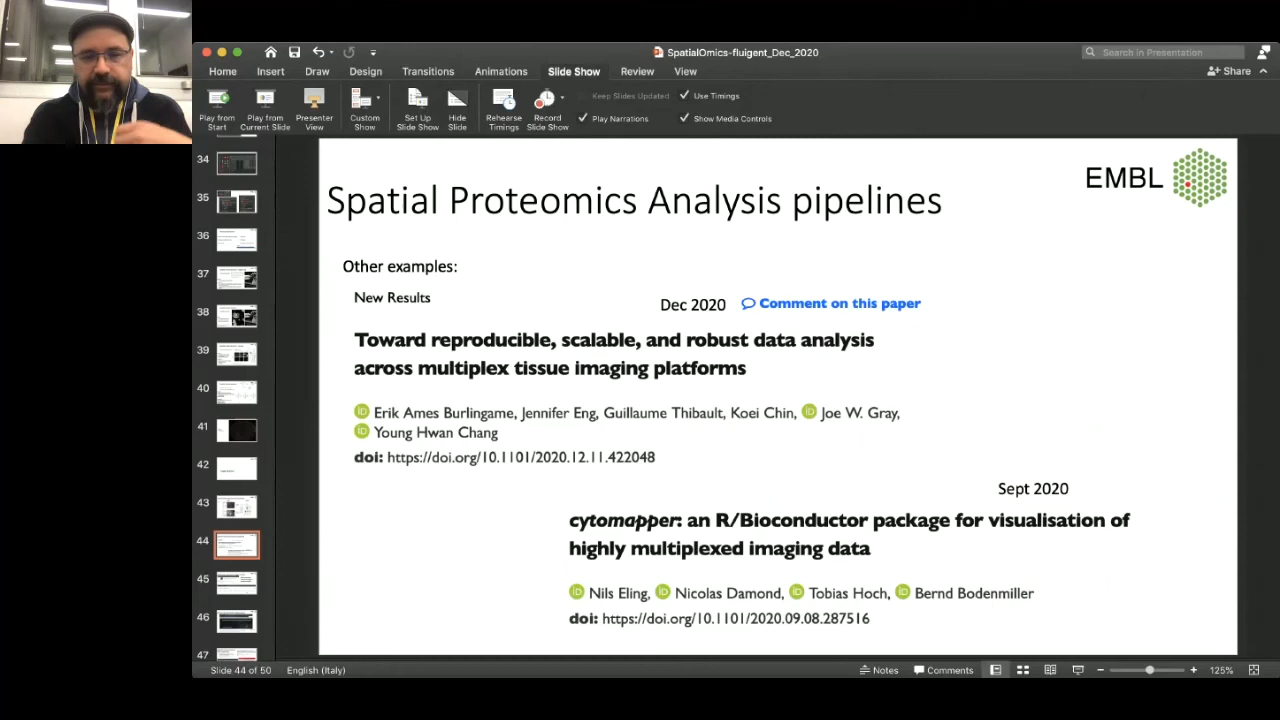 SpatialOmics-fluigent_Dec_2020
Search in Presentation
Home Insert Draw Design Transitions Animations Slide Show Review View
Share
Play from Start
Play from Current Slide
Presenter View
Custom Show
Set Up Slide Show
Hide Slide
Rehearse Timings
Record Slide Show
Keep Slides Updated
Play Narrations
Use Timings
Show Media Controls
34
35
36
37
38
39
40
41
42
43
44
45
46
47
EMBL
Spatial Proteomics Analysis pipelines
Other examples:
New Results
Dec 2020 Comment on this paper
Toward reproducible, scalable, and robust data analysis
across multiplex tissue imaging platforms
iD Erik Ames Burlingame, Jennifer Eng, Guillaume Thibault, Koei Chin, iD Joe W. Gray,
iD Young Hwan Chang
doi: https://doi.org/10.1101/2020.12.11.422048
Sept 2020
cytomapper: an R/Bioconductor package for visualisation of
highly multiplexed imaging data
iD Nils Eling, iD Nicolas Damond, iD Tobias Hoch, iD Bernd Bodenmiller
doi: https://doi.org/10.1101/2020.09.08.287516
Slide 44 of 50 English (Italy) Notes Comments 125%